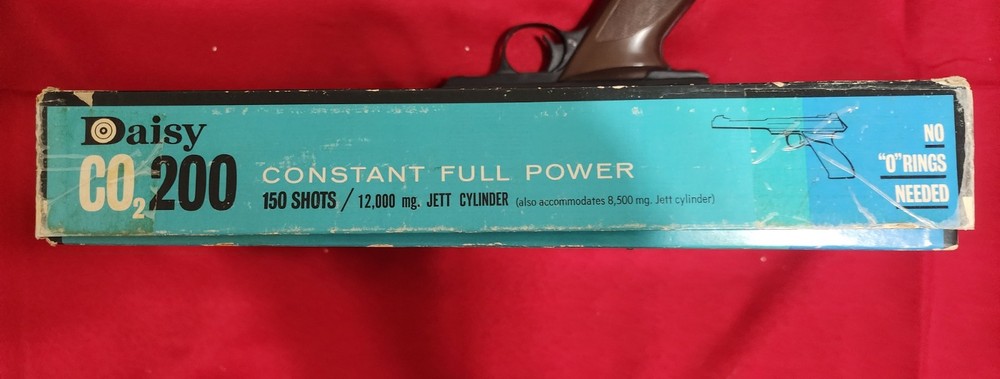 Daisy
CO2 200
CONSTANT FULL POWER
150 SHOTS / 12,000 mg. JETT CYLINDER (also accommodates 8,500 mg. Jett cylinder)
NO
"O" RINGS
NEEDED